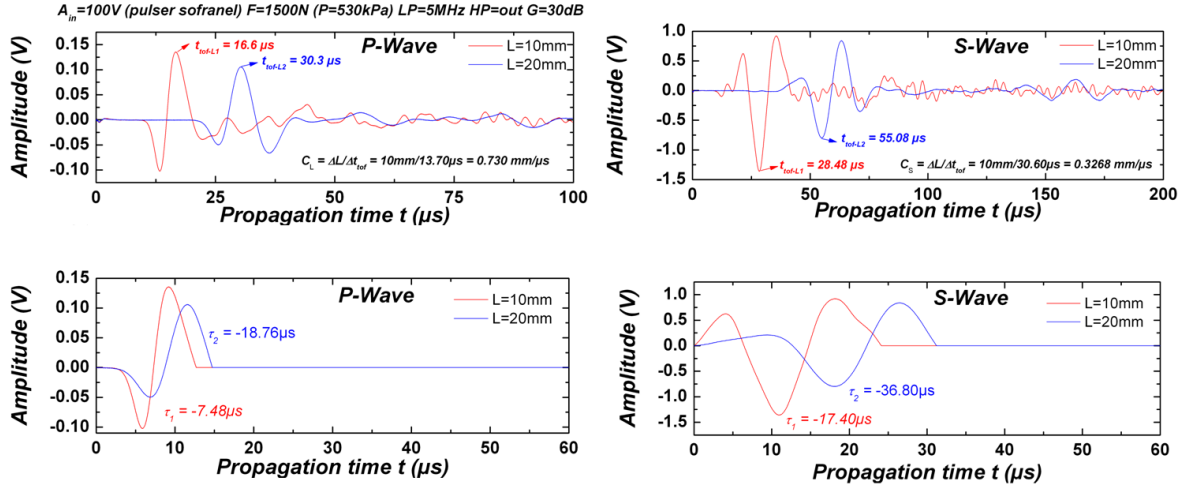 A_in=100V (pulser sofranel) F=1500N (P=530kPa) LP=5MHz HP=out G=30dB
Amplitude (V)
0.15
0.10
0.05
0.00
-0.05
-0.10
t_tof-L1 = 16.6 µs
t_tof-L2 = 30.3 µs
P-Wave
L=10mm
L=20mm
C_L = ΔL/Δt_tof = 10mm/13.70µs = 0.730 mm/µs
0 25 50 75 100
Propagation time t (µs)
Amplitude (V)
1.0
0.5
0.0
-0.5
-1.0
-1.5
S-Wave
L=10mm
L=20mm
t_tof-L2 = 55.08 µs
t_tof-L1 = 28.48 µs
C_S = ΔL/Δt_tof = 10mm/30.60µs = 0.3268 mm/µs
0 25 50 75 100 125 150 175 200
Propagation time t (µs)
Amplitude (V)
0.15
0.10
0.05
0.00
-0.05
-0.10
P-Wave
L=10mm
L=20mm
τ_2 = -18.76µs
τ_1 = -7.48µs
0 10 20 30 40 50 60
Propagation time t (µs)
Amplitude (V)
1.0
0.5
0.0
-0.5
-1.0
-1.5
S-Wave
L=10mm
L=20mm
τ_2 = -36.80µs
τ_1 = -17.40µs
0 10 20 30 40 50 60
Propagation time t (µs)